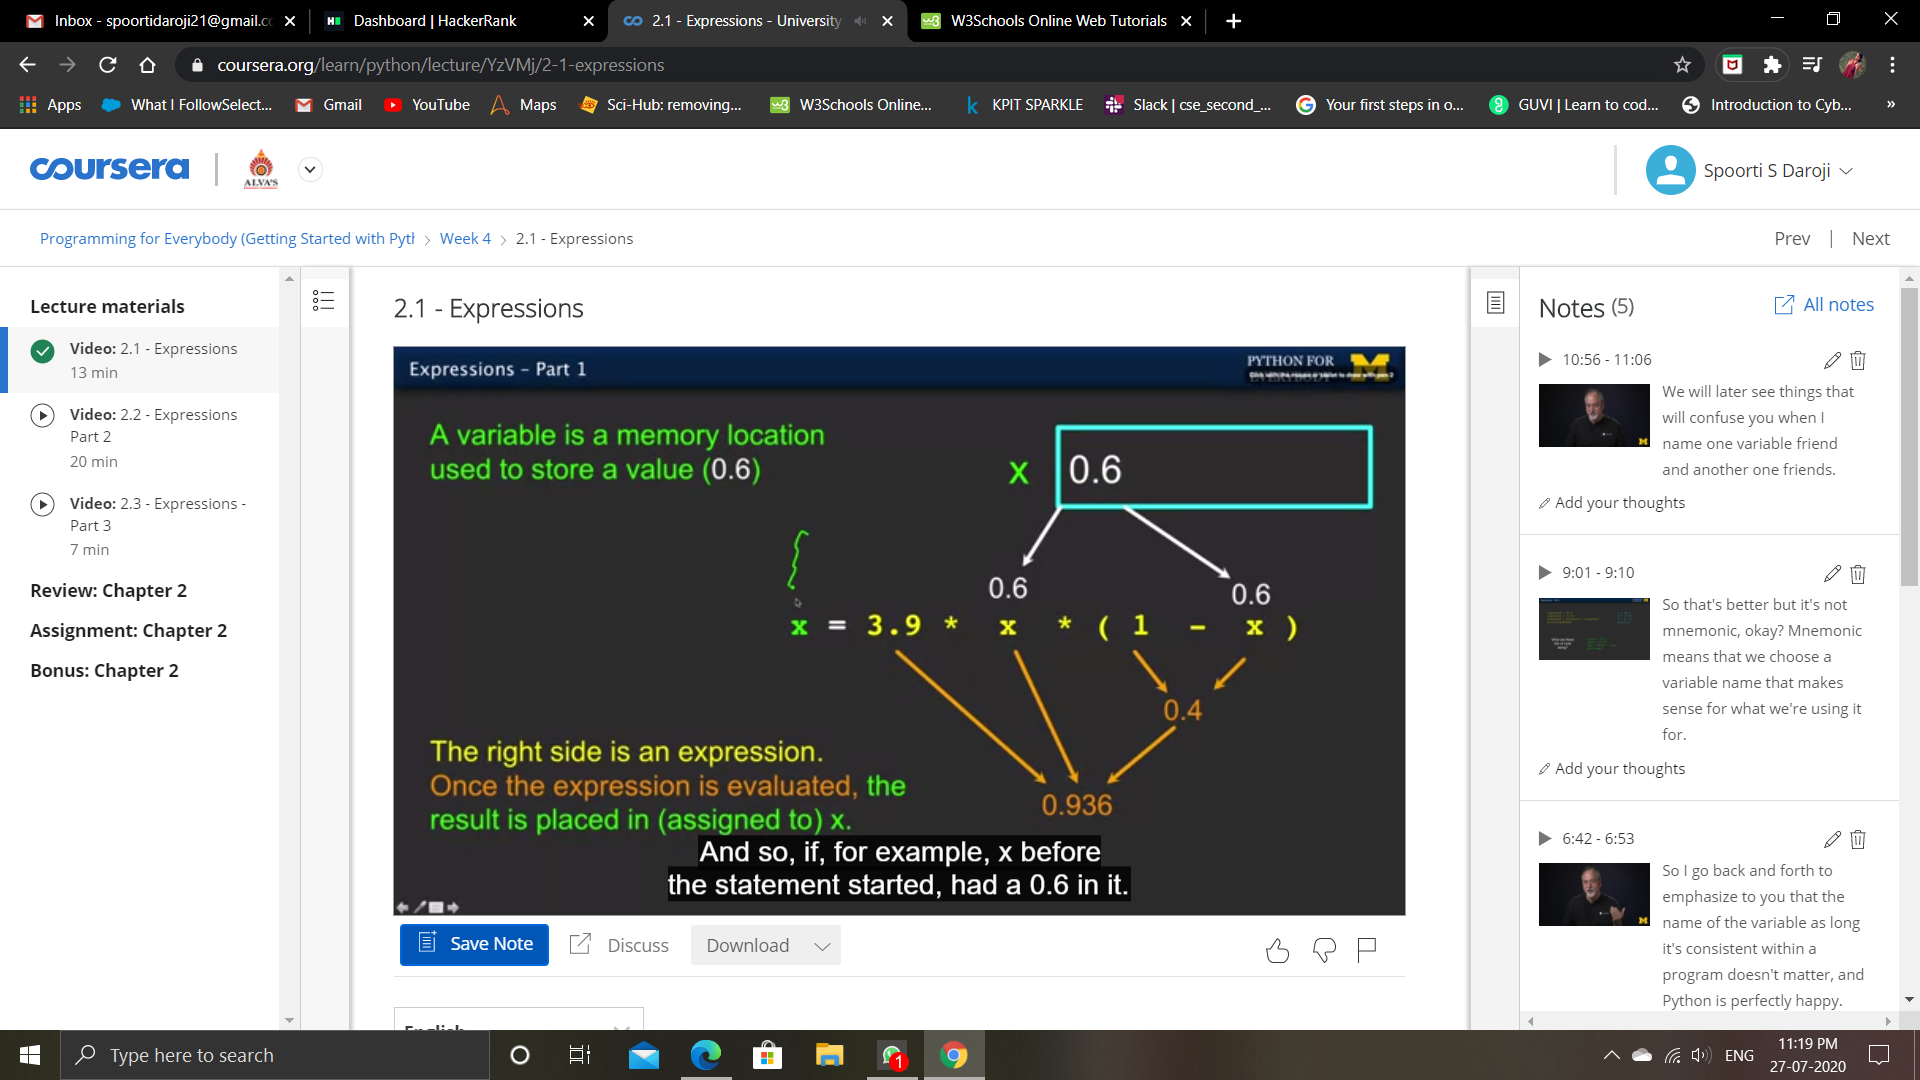 Inbox - spoortidaroji21@gmail.co
Dashboard | HackerRank
2.1 - Expressions - University
W3Schools Online Web Tutorials
coursera.org/learn/python/lecture/YzVMj/2-1-expressions
Apps
What I FollowSelect...
Gmail
YouTube
Maps
Sci-Hub: removing...
W3Schools Online...
KPIT SPARKLE
Slack | cse_second_...
Your first steps in o...
GUVI | Learn to cod...
Introduction to Cyb...
»
coursera
ALVA'S
Spoorti S Daroji
Programming for Everybody (Getting Started with Pyth
Week 4
2.1 - Expressions
Prev
Next
Lecture materials
Video: 2.1 - Expressions
13 min
Video: 2.2 - Expressions
Part 2
20 min
Video: 2.3 - Expressions -
Part 3
7 min
Review: Chapter 2
Assignment: Chapter 2
Bonus: Chapter 2
2.1 - Expressions
Expressions – Part 1
PYTHON FOR
EVERYBODY
A variable is a memory location
used to store a value (0.6)
x
0.6
0.6
0.6
x = 3.9 * x * ( 1 - x )
0.4
0.936
The right side is an expression.
Once the expression is evaluated, the
result is placed in (assigned to) x.
And so, if, for example, x before
the statement started, had a 0.6 in it.
Save Note
Discuss
Download
English
Notes (5)
All notes
10:56 - 11:06
We will later see things that
will confuse you when I
name one variable friend
and another one friends.
Add your thoughts
9:01 - 9:10
So that's better but it's not
mnemonic, okay? Mnemonic
means that we choose a
variable name that makes
sense for what we're using it
for.
Add your thoughts
6:42 - 6:53
So I go back and forth to
emphasize to you that the
name of the variable as long
it's consistent within a
program doesn't matter, and
Python is perfectly happy.
Type here to search
1
ENG
11:19 PM
27-07-2020